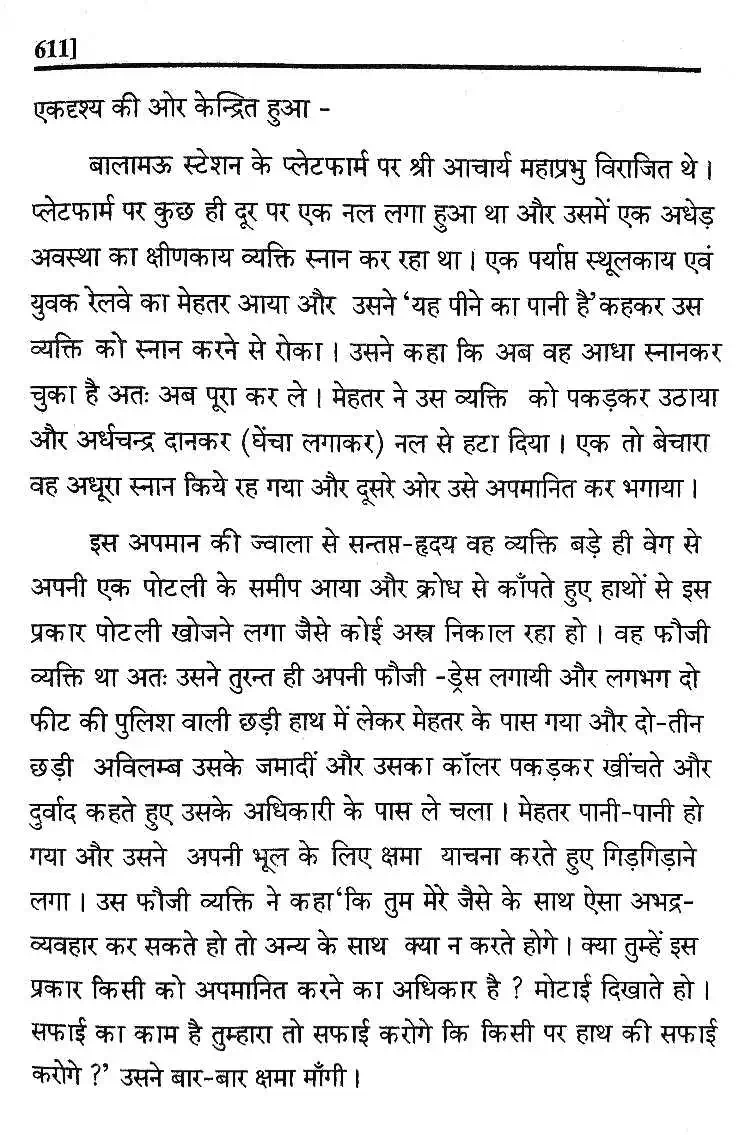 611]
एकदृश्य की ओर केन्द्रित हुआ -
बालामऊ स्टेशन के प्लेटफार्म पर श्री आचार्य महाप्रभु विराजित थे ।
प्लेटफार्म पर कुछ ही दूर पर एक नल लगा हुआ था और उसमें एक अधेड़
अवस्था का क्षीणकाय व्यक्ति स्नान कर रहा था । एक पर्याप्त स्थूलकाय एवं
युवक रेलवे का मेहतर आया और उसने ‘यह पीने का पानी है’ कहकर उस
व्यक्ति को स्नान करने से रोका । उसने कहा कि अब वह आधा स्नानकर
चुका है अतः अब पूरा कर ले । मेहतर ने उस व्यक्ति को पकड़कर उठाया
और अर्धचन्द्र दानकर (घेंचा लगाकर) नल से हटा दिया । एक तो बेचारा
वह अधूरा स्नान किये रह गया और दूसरे ओर उसे अपमानित कर भगाया ।
इस अपमान की ज्वाला से सन्तप्त-हृदय वह व्यक्ति बड़े ही वेग से
अपनी एक पोटली के समीप आया और क्रोध से काँपते हुए हाथों से इस
प्रकार पोटली खोजने लगा जैसे कोई अस्त्र निकाल रहा हो । वह फौजी
व्यक्ति था अतः उसने तुरन्त ही अपनी फौजी -ड्रेस लगायी और लगभग दो
फीट की पुलिश वाली छड़ी हाथ में लेकर मेहतर के पास गया और दो-तीन
छड़ी अविलम्ब उसके जमादीं और उसका कॉलर पकड़कर खींचते और
दुर्वाद कहते हुए उसके अधिकारी के पास ले चला । मेहतर पानी-पानी हो
गया और उसने अपनी भूल के लिए क्षमा याचना करते हुए गिड़गिड़ाने
लगा । उस फौजी व्यक्ति ने कहा‘कि तुम मेरे जैसे के साथ ऐसा अभद्र-
व्यवहार कर सकते हो तो अन्य के साथ क्या न करते होगे । क्या तुम्हें इस
प्रकार किसी को अपमानित करने का अधिकार है ? मोटाई दिखाते हो ।
सफाई का काम है तुम्हारा तो सफाई करोगे कि किसी पर हाथ की सफाई
करोगे ?’ उसने बार-बार क्षमा माँगी ।